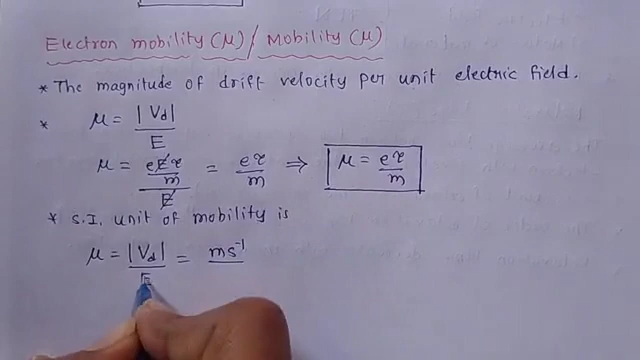 Electron mobility (μ) / Mobility (μ)
* The magnitude of drift velocity per unit electric field.
* μ = |Vd| / E
μ = (eEτ/m) / E = eτ/m ⇒ μ = eτ/m
* S.I. unit of mobility is
μ = |Vd| / E = ms⁻¹